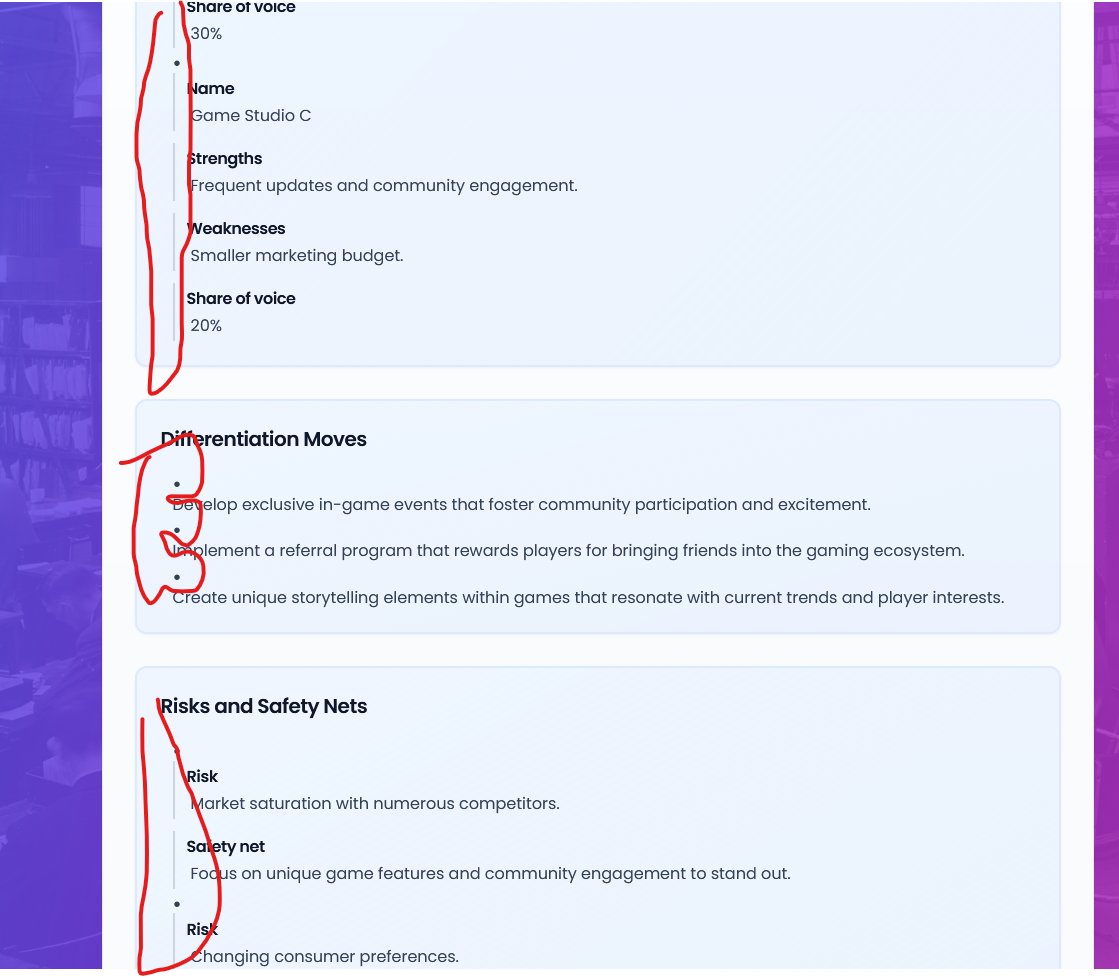 Share of voice
30%
Name
Game Studio C
Strengths
Frequent updates and community engagement.
Weaknesses
Smaller marketing budget.
Share of voice
20%
Differentiation Moves
Develop exclusive in-game events that foster community participation and excitement.
Implement a referral program that rewards players for bringing friends into the gaming ecosystem.
Create unique storytelling elements within games that resonate with current trends and player interests.
Risks and Safety Nets
Risk
Market saturation with numerous competitors.
Safety net
Focus on unique game features and community engagement to stand out.
Risk
Changing consumer preferences.